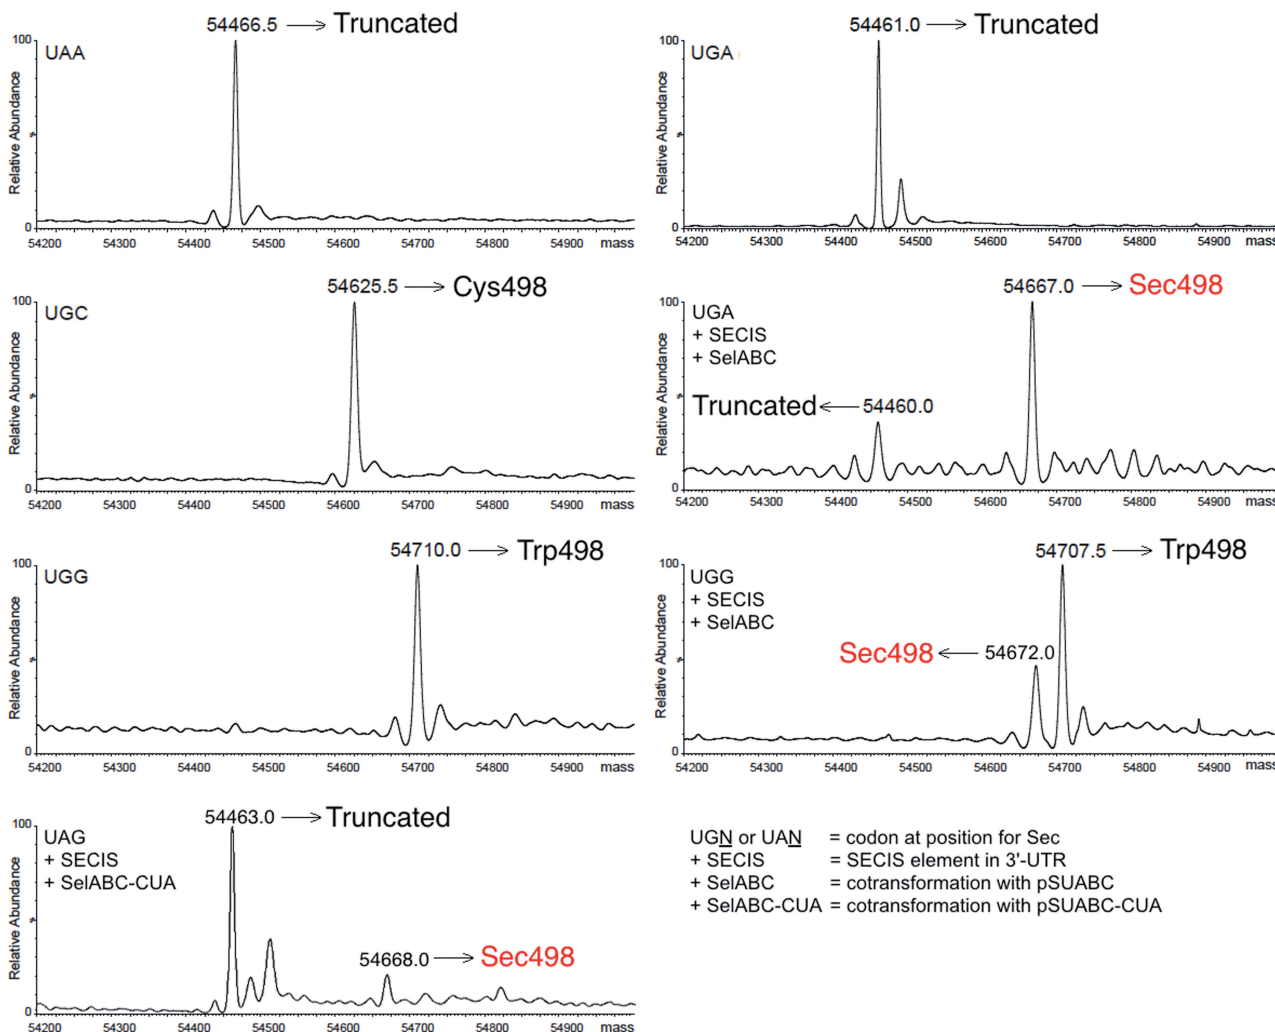 54466.5 → Truncated
UAA
100
%
0
Relative Abundance
54200 54300 54400 54500 54600 54700 54800 54900 mass
54461.0 → Truncated
UGA
100
%
0
Relative Abundance
54200 54300 54400 54500 54600 54700 54800 54900 mass
54625.5 → Cys498
UGC
100
%
0
Relative Abundance
54200 54300 54400 54500 54600 54700 54800 54900 mass
54667.0 → Sec498
UGA
+ SECIS
+ SelABC
Truncated ← 54460.0
100
%
0
Relative Abundance
54200 54300 54400 54500 54600 54700 54800 54900 mass
54710.0 → Trp498
UGG
100
%
0
Relative Abundance
54200 54300 54400 54500 54600 54700 54800 54900 mass
54707.5 → Trp498
UGG
+ SECIS
+ SelABC
Sec498 ← 54672.0
100
%
0
Relative Abundance
54200 54300 54400 54500 54600 54700 54800 54900 mass
54463.0 → Truncated
UAG
+ SECIS
+ SelABC-CUA
54668.0 → Sec498
100
%
0
Relative Abundance
54200 54300 54400 54500 54600 54700 54800 54900 mass
UGN or UAN = codon at position for Sec
+ SECIS = SECIS element in 3'-UTR
+ SelABC = cotransformation with pSUABC
+ SelABC-CUA = cotransformation with pSUABC-CUA